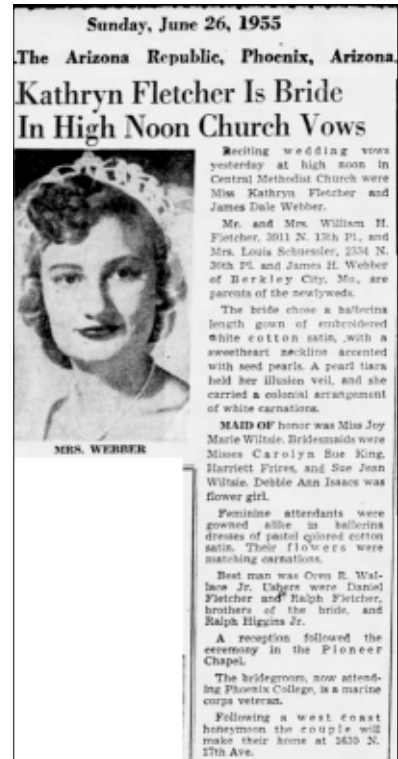 Sunday, June 26, 1955
The Arizona Republic, Phoenix, Arizona
Kathryn Fletcher Is Bride
In High Noon Church Vows
Reciting wedding vows
yesterday at high noon in
Central Methodist Church were
Miss Kathryn Fletcher and
James Dale Webber.
Mr. and Mrs. William H.
Fletcher, 3911 N. 13th Pl., and
Mrs. Louis Schuessler, 2334 N.
30th Pl. and James H. Webber
of Berkley City, Mo., are
parents of the newlyweds.
The bride chose a ballerina
length gown of embroidered
white cotton satin, with a
sweetheart neckline accented
with seed pearls. A pearl tiara
held her illusion veil, and she
carried a colonial arrangement
of white carnations.
MRS. WEBBER
MAID OF honor was Miss Joy
Marie Wiltsie. Bridesmaids were
Misses Carolyn Sue King,
Harriett Frires, and Sue Jean
Wiltsie. Debbie Ann Isaacs was
flower girl.
Feminine attendants were
gowned alike in ballerina
dresses of pastel colored cotton
satin. Their flowers were
matching carnations.
Best man was Oren R. Wal-
lace Jr. Ushers were Daniel
Fletcher and Ralph Fletcher,
brothers of the bride, and
Ralph Higgins Jr.
A reception followed the
ceremony in the Pioneer
Chapel.
The bridegroom, now attend-
ing Phoenix College, is a marine
corps veteran.
Following a west coast
honeymoon the couple will
make their home at N.
17th Ave.